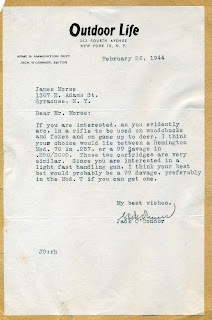 Outdoor Life
353 FOURTH AVENUE
NEW YORK 10, N. Y.
ARMS & AMMUNITION DEPT.
JACK O'CONNOR, EDITOR
February 24, 1944
James Morse
1307 E. Adams St.
Syracuse, N. Y.
Dear Mr. Morse:
If you are interested, as you evidently
are, in a rifle to be used on woodchucks
and foxes and on game up to deer, I think
your choice would lie between a Remington
Mod. 70 in .257, or a 99 Savage in
.250/3000. Those two cartridges are very
similar. Since you are interested in a
light fast handling gun, I think your best
bet would probably be a 99 Savage, preferably
in the Mod. T if you can get one.
My best wishes,
Jack O'Connor
JO:rb